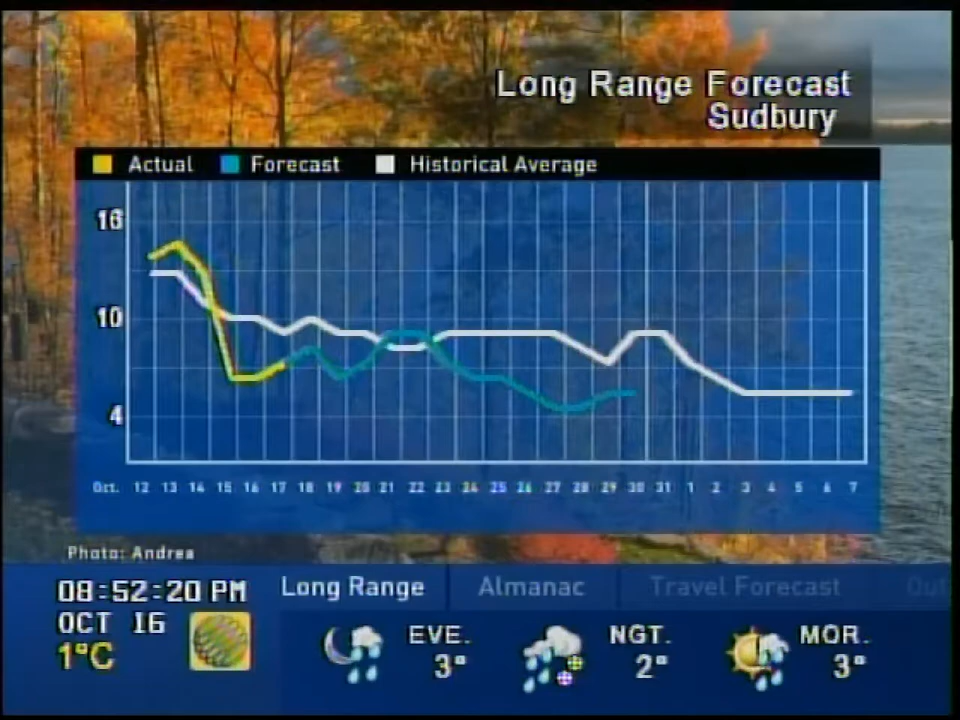 Long Range Forecast
Sudbury
Actual Forecast Historical Average
16
10
4
Oct. 12 13 14 15 16 17 18 19 20 21 22 23 24 25 26 27 28 29 30 31 1 2 3 4 5 6 7
Photo: Andrea
08:52:20 PM
OCT 16
1°C
Long Range Almanac Travel Forecast
EVE.
3°
NGT.
2°
MOR.
3°